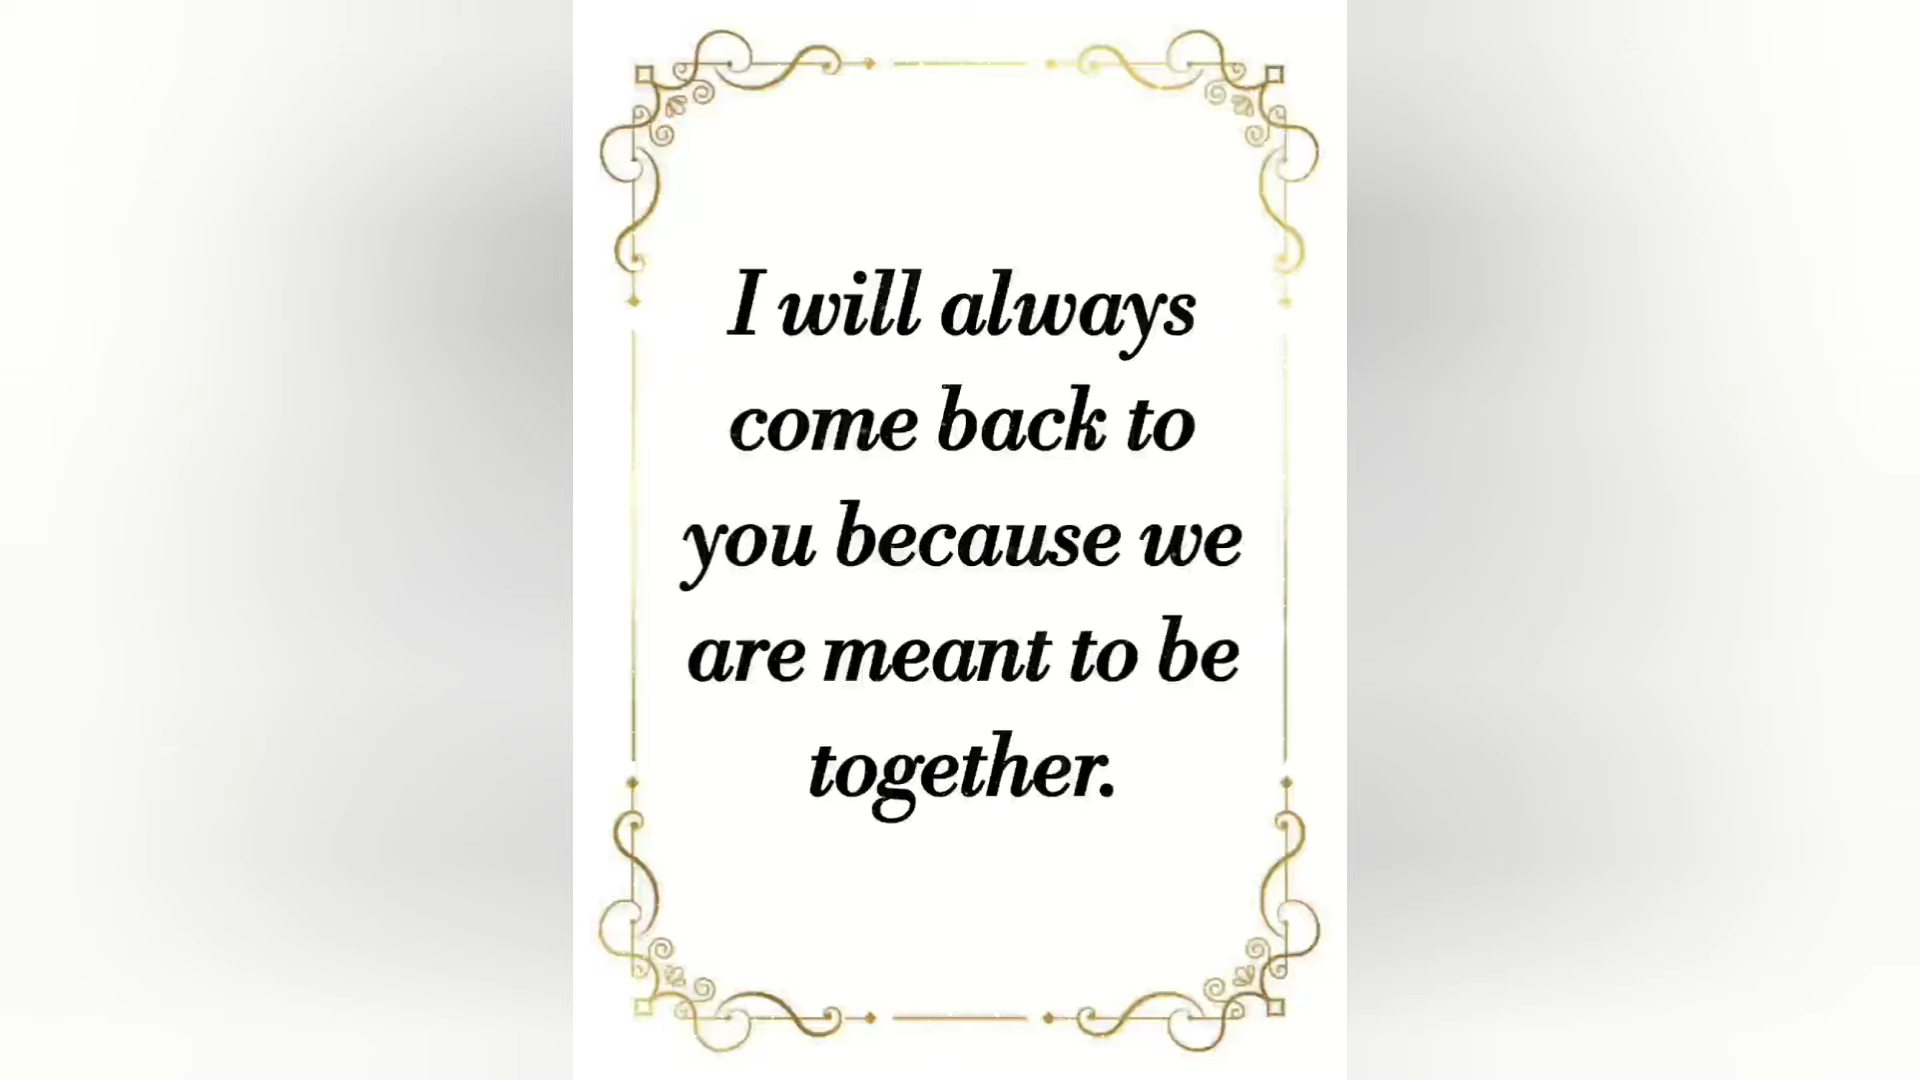 I will always
come back to
you because we
are meant to be
together.